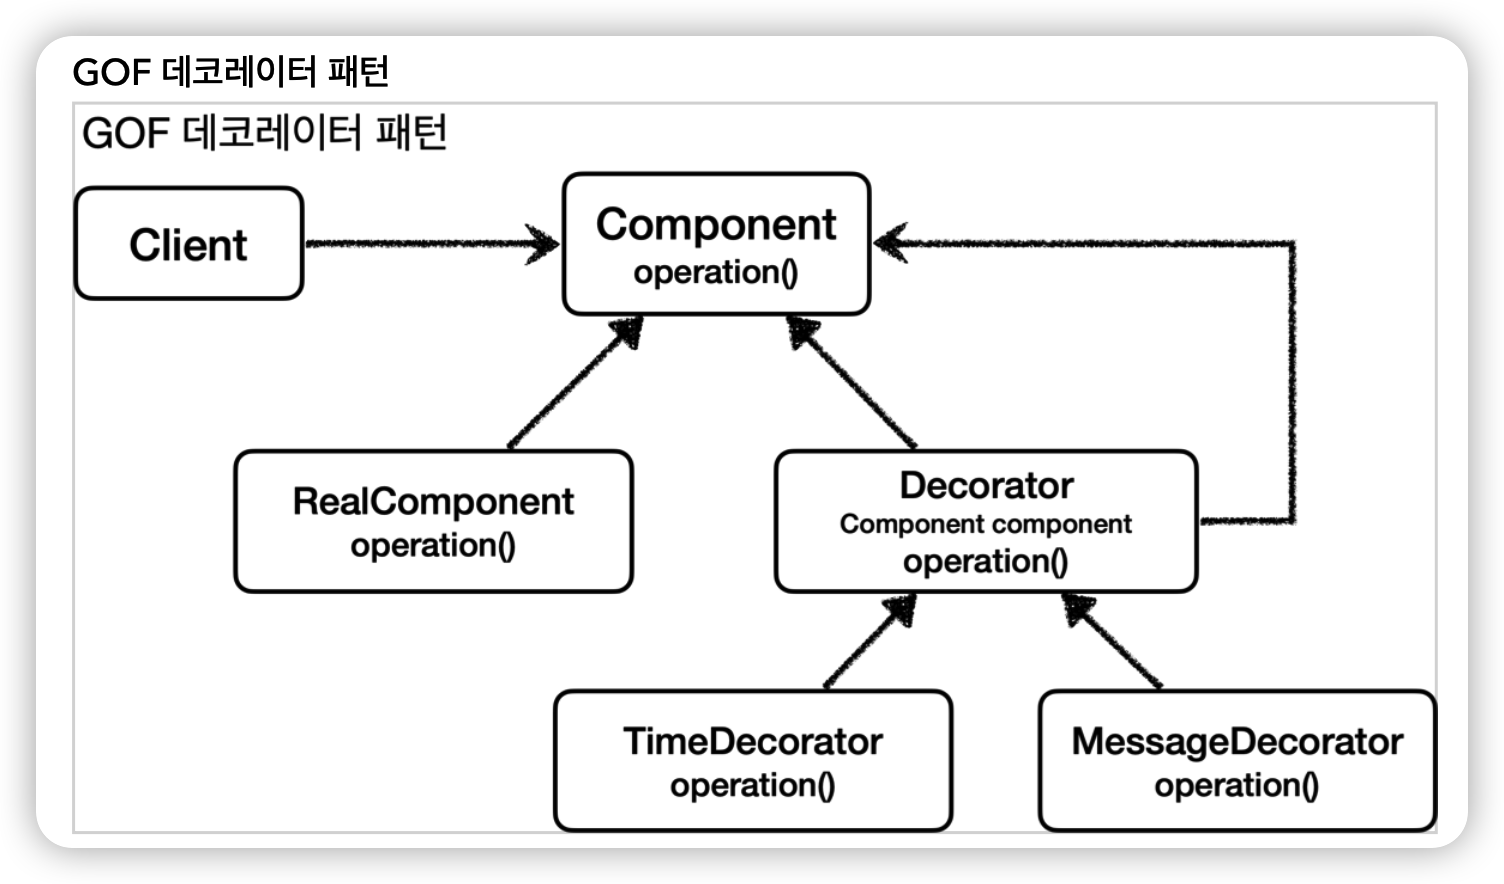 GOF 데코레이터 패턴
GOF 데코레이터 패턴
Client
Component
operation()
RealComponent
operation()
Decorator
Component component
operation()
TimeDecorator
operation()
MessageDecorator
operation()